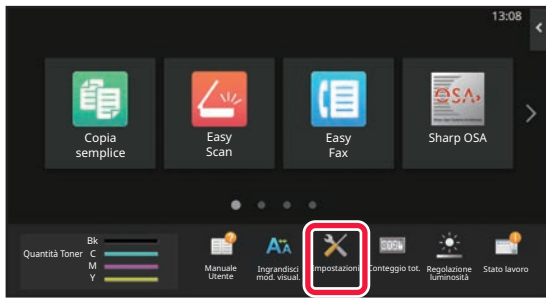 13:08
Copia
semplice
Easy
Scan
Easy
Fax
OSA
Sharp OSA
Bk
Quantità Toner C
M
Y
Manuale
Utente
Ingrandisci
mod. visual.
Impostazioni
Conteggio tot.
Regolazione
luminosità
Stato lavoro